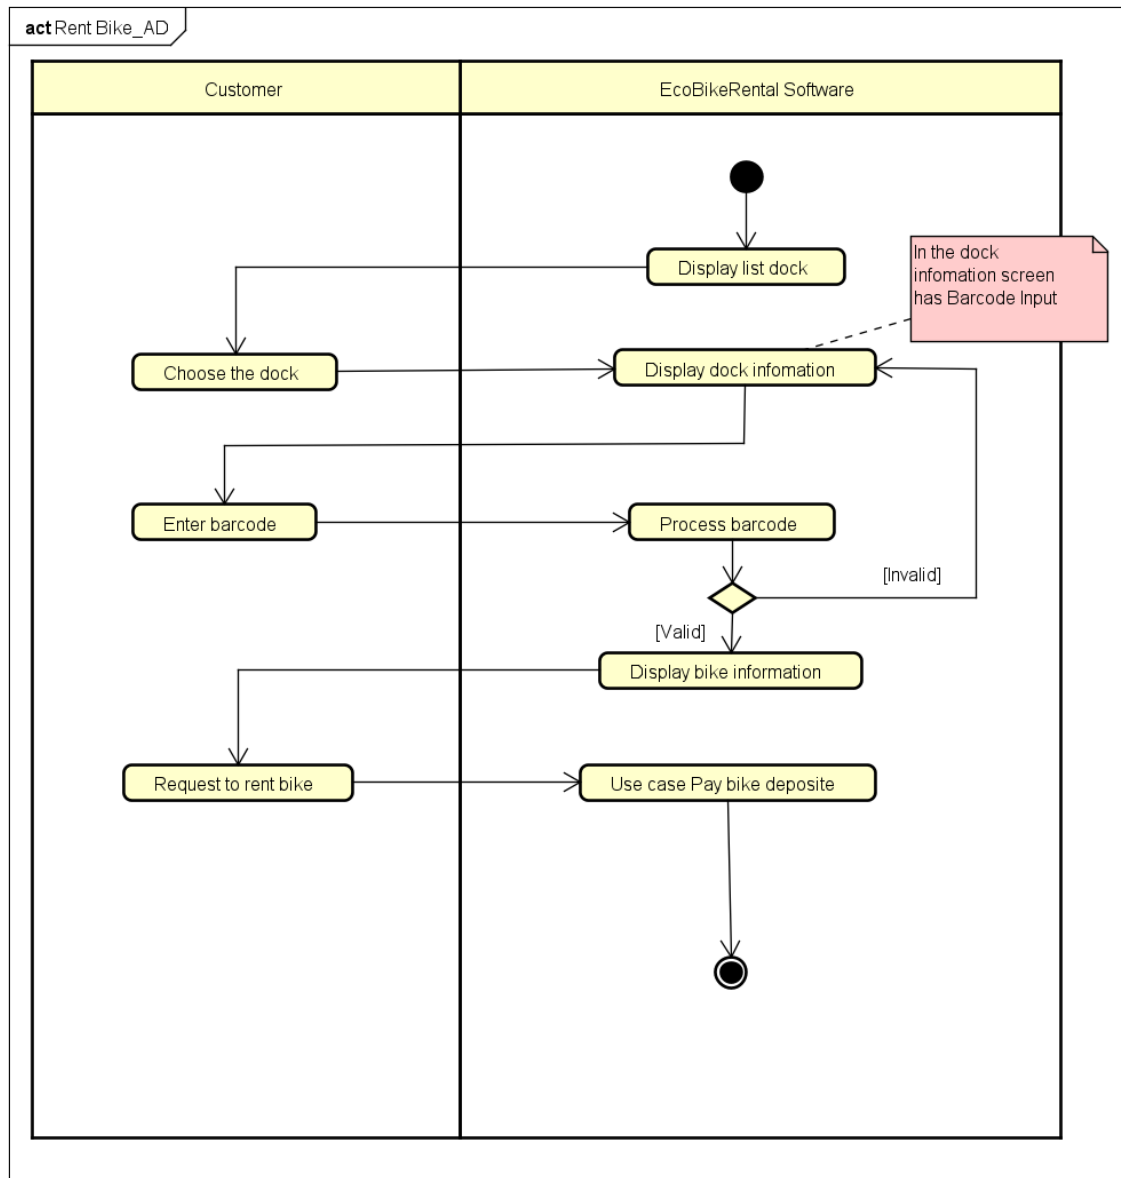 act Rent Bike_AD
Customer
EcoBikeRental Software
Display list dock
In the dock
infomation screen
has Barcode Input
Choose the dock
Display dock infomation
Enter barcode
Process barcode
[Invalid]
[Valid]
Display bike information
Request to rent bike
Use case Pay bike deposite